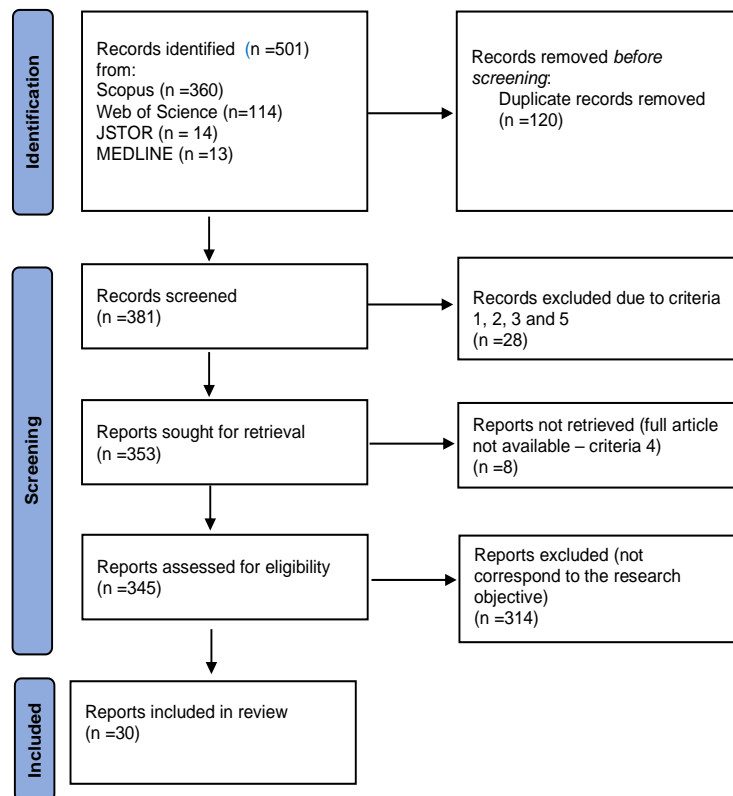 Identification
Records identified (n =501)
from:
Scopus (n =360)
Web of Science (n=114)
JSTOR (n = 14)
MEDLINE (n =13)
Records removed before
screening:
Duplicate records removed
(n =120)
Screening
Records screened
(n =381)
Records excluded due to criteria
1, 2, 3 and 5
(n =28)
Reports sought for retrieval
(n =353)
Reports not retrieved (full article
not available – criteria 4)
(n =8)
Reports assessed for eligibility
(n =345)
Reports excluded (not
correspond to the research
objective)
(n =314)
Included
Reports included in review
(n =30)